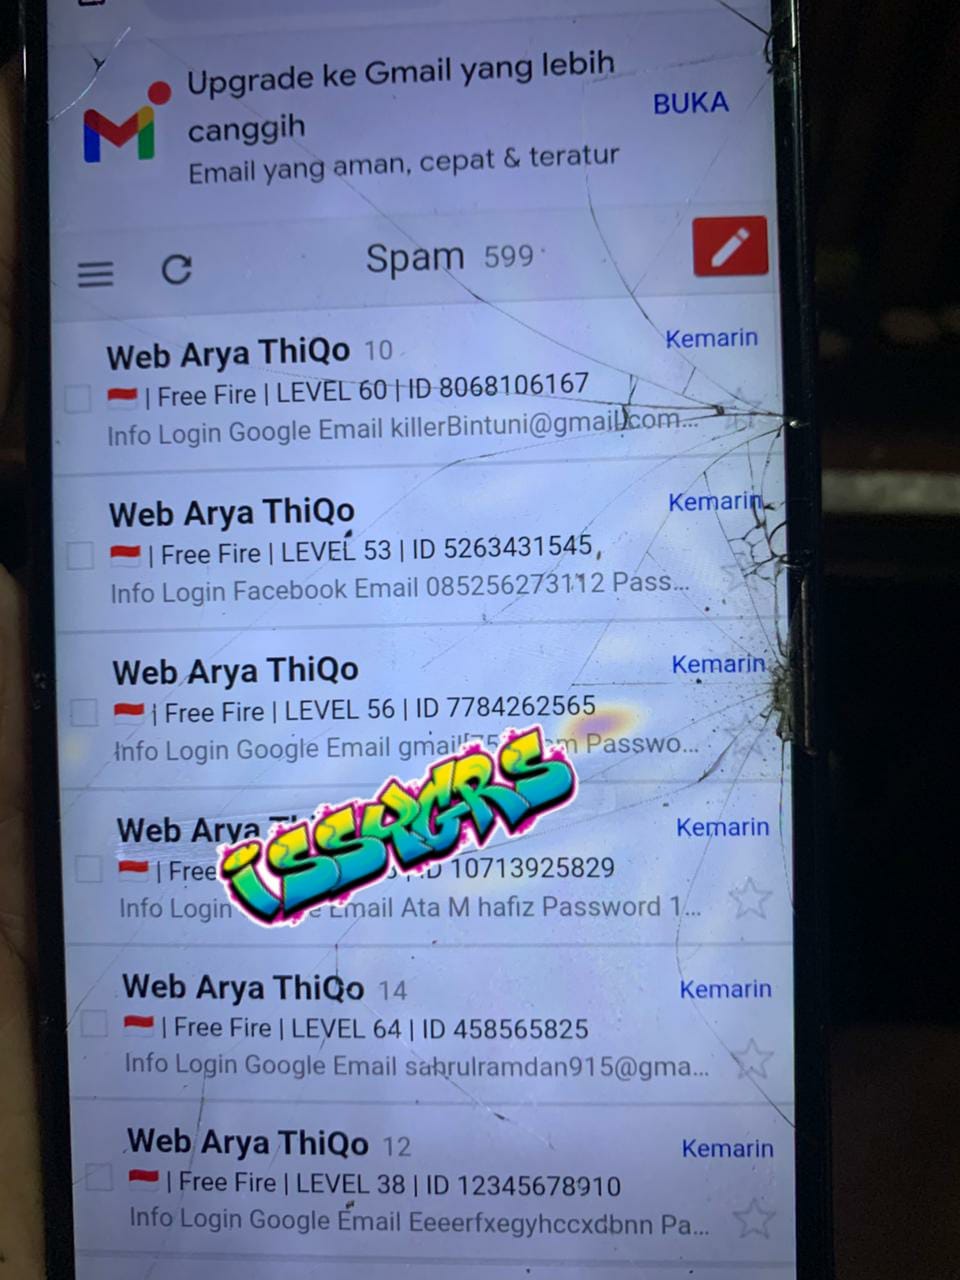 Upgrade ke Gmail yang lebih
canggih
BUKA
Email yang aman, cepat & teratur
Spam 599
Web Arya ThiQo 10
Kemarin
| Free Fire | LEVEL 60 | ID 8068106167
Info Login Google Email killerBintuni@gmail.com...
Web Arya ThiQo
Kemarin
| Free Fire | LEVEL 53 | ID 5263431545,
Info Login Facebook Email 085256273112 Pass...
Web Arya ThiQo
Kemarin
| Free Fire | LEVEL 56 | ID 7784262565
Info Login Google Email gmail Passwo...
Web Arya
Kemarin
iSSYGRS
| Free ID 10713925829
Info Login Email Ata M hafiz Password 1...
Web Arya ThiQo 14
Kemarin
| Free Fire | LEVEL 64 | ID 458565825
Info Login Google Email sahrulramdan915@gma...
Web Arya ThiQo 12
Kemarin
| Free Fire | LEVEL 38 | ID 12345678910
Info Login Google Email Eeeerfxegyhccxdbnn Pa...